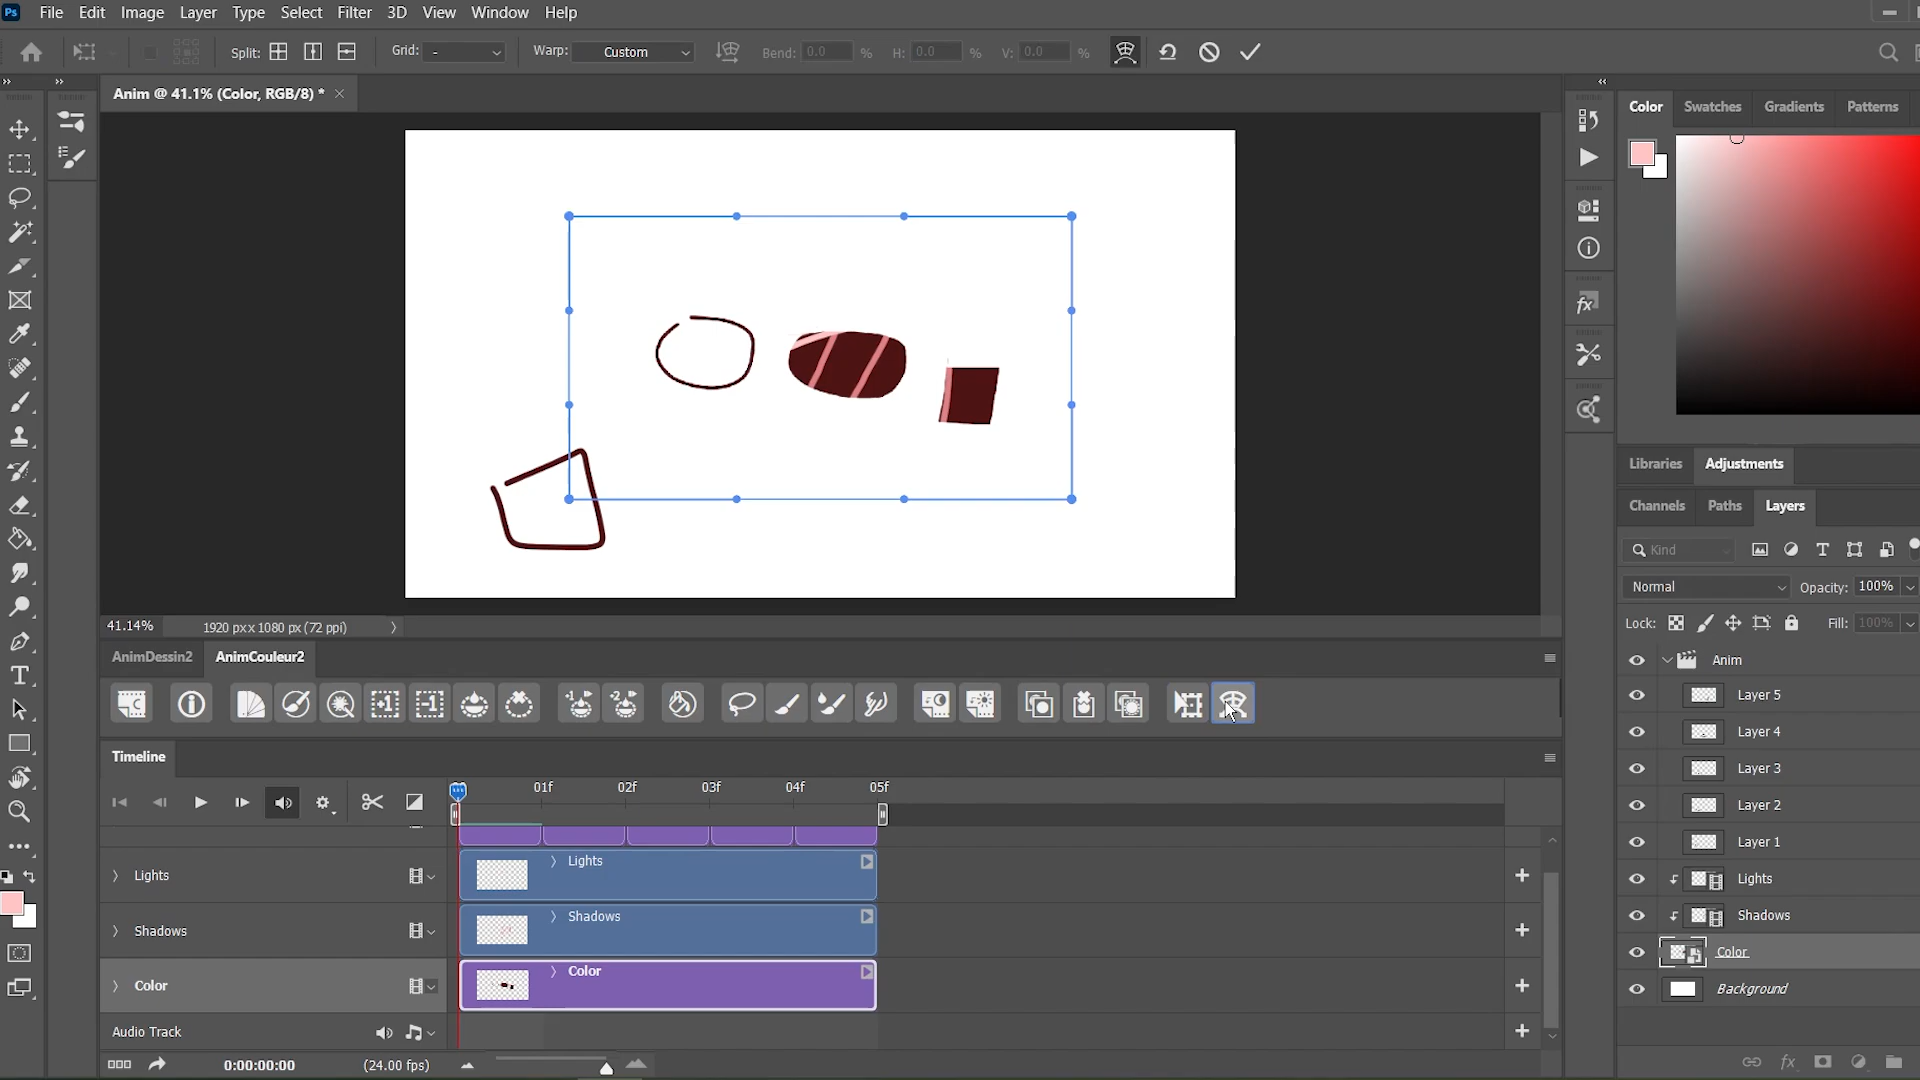 Ps File Edit Image Layer Type Select Filter 3D View Window Help
Split: Grid: - Warp: Custom Bend: 0.0 % H: 0.0 % V: 0.0 %
Anim @ 41.1% (Color, RGB/8) *
Color Swatches Gradients Patterns
Libraries Adjustments
Channels Paths Layers
Kind
Normal Opacity: 100%
Lock: Fill: 100%
Anim
Layer 5
Layer 4
Layer 3
Layer 2
Layer 1
Lights
Shadows
Color
Background
41.14% 1920 px x 1080 px (72 ppi)
AnimDessin2 AnimCouleur2
+1 -1 -1 -2
Timeline
01f 02f 03f 04f 05f
Lights Lights
Shadows Shadows
Color Color
Audio Track
0:00:00:00 (24.00 fps)